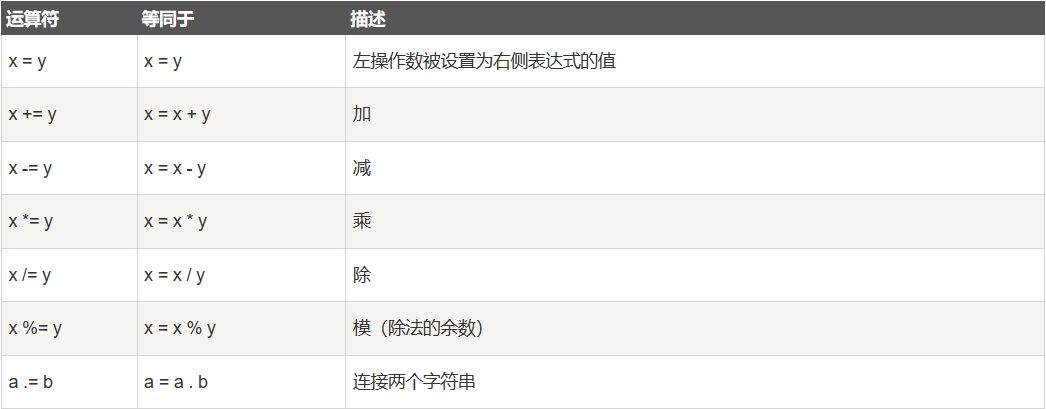 运算符 等同于 描述
x = y x = y 左操作数被设置为右侧表达式的值
x += y x = x + y 加
x -= y x = x - y 减
x *= y x = x * y 乘
x /= y x = x / y 除
x %= y x = x % y 模（除法的余数）
a .= b a = a . b 连接两个字符串